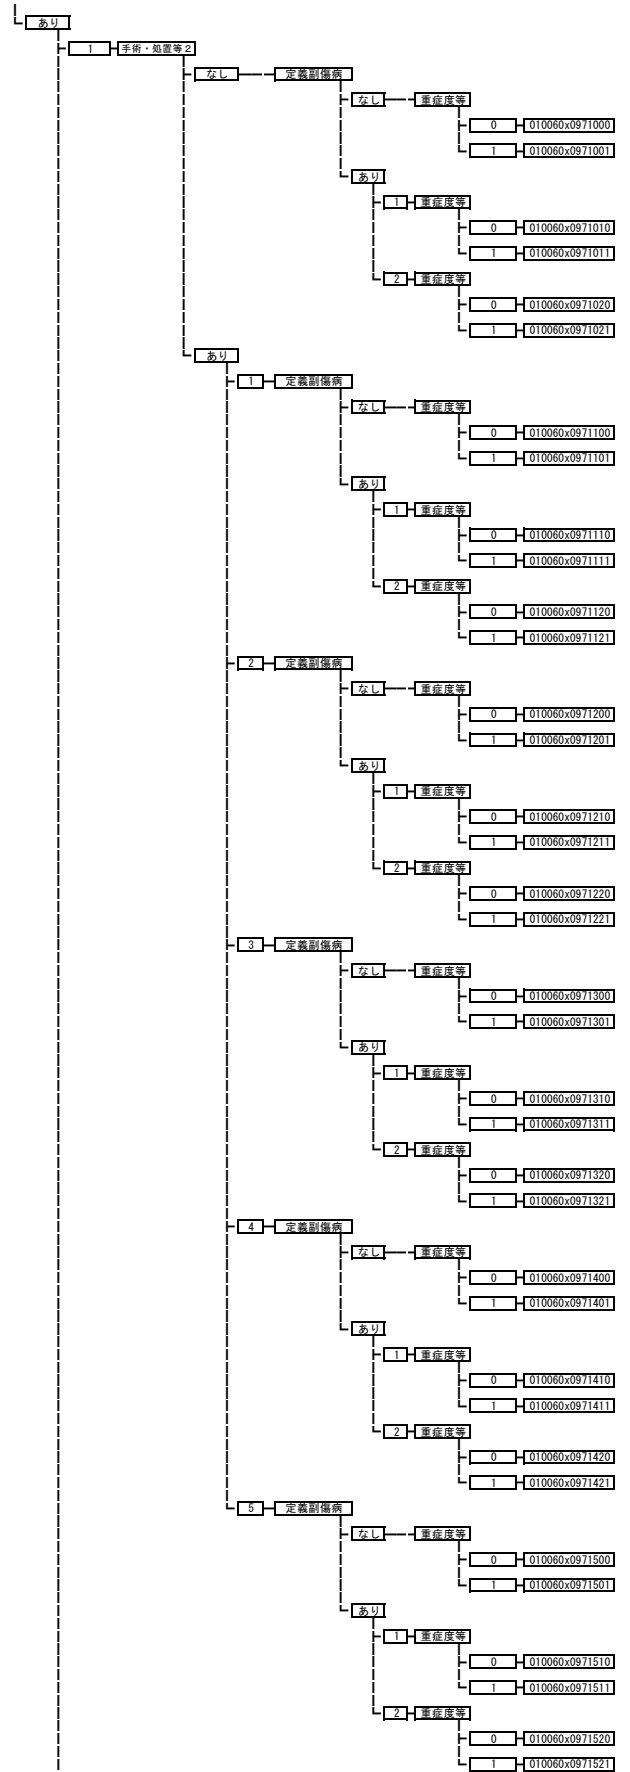 あり
1 手術・処置等２
なし 定義副傷病
なし 重症度等
0 010060x0971000
1 010060x0971001
あり
1 重症度等
0 010060x0971010
1 010060x0971011
2 重症度等
0 010060x0971020
1 010060x0971021
あり
1 定義副傷病
なし 重症度等
0 010060x0971100
1 010060x0971101
あり
1 重症度等
0 010060x0971110
1 010060x0971111
2 重症度等
0 010060x0971120
1 010060x0971121
2 定義副傷病
なし 重症度等
0 010060x0971200
1 010060x0971201
あり
1 重症度等
0 010060x0971210
1 010060x0971211
2 重症度等
0 010060x0971220
1 010060x0971221
3 定義副傷病
なし 重症度等
0 010060x0971300
1 010060x0971301
あり
1 重症度等
0 010060x0971310
1 010060x0971311
2 重症度等
0 010060x0971320
1 010060x0971321
4 定義副傷病
なし 重症度等
0 010060x0971400
1 010060x0971401
あり
1 重症度等
0 010060x0971410
1 010060x0971411
2 重症度等
0 010060x0971420
1 010060x0971421
5 定義副傷病
なし 重症度等
0 010060x0971500
1 010060x0971501
あり
1 重症度等
0 010060x0971510
1 010060x0971511
2 重症度等
0 010060x0971520
1 010060x0971521